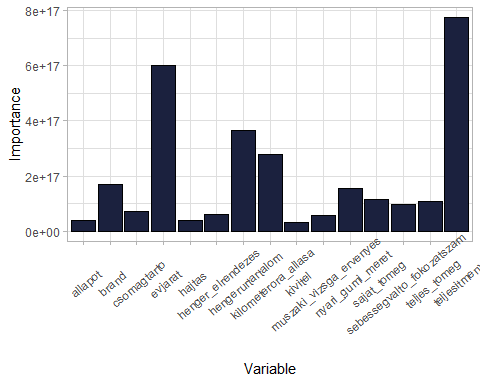 8e+17
6e+17
4e+17
2e+17
0e+00
Importance
allapot
brand
csomagtarto
evjarat
hajtas
henger_elrendezes
hengerurtartalom
kilometerora_allasa
kivitel
muszaki_vizsga_ervenyes
nyari_gumi_meret
sajat_tomeg
sebessegvalto_fokozatszam
teljes_tomeg
teljesitmeny
Variable